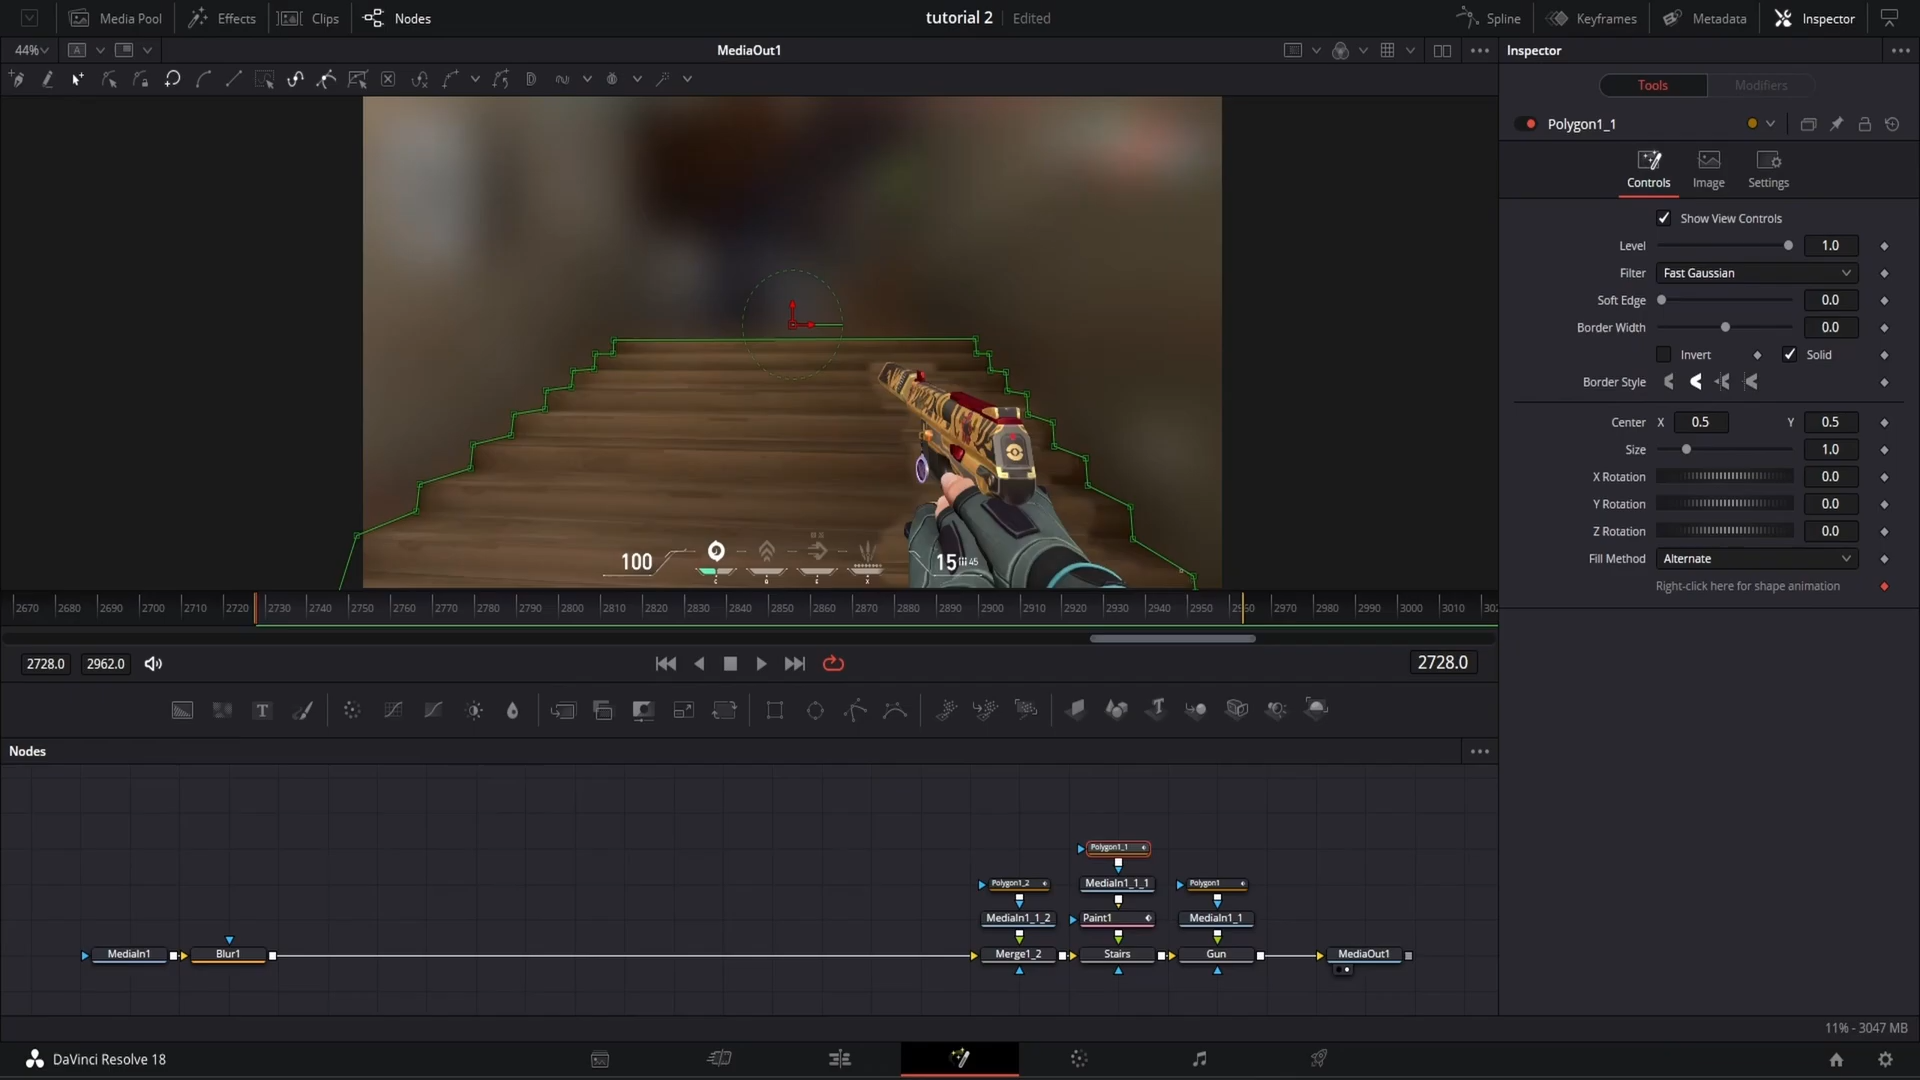 Media Pool
Effects
Clips
Nodes
tutorial 2
Edited
Spline
Keyframes
Metadata
Inspector
44%
A
MediaOut1
Inspector
Tools
Modifiers
Polygon1_1
Controls
Image
Settings
Show View Controls
Level
1.0
Filter
Fast Gaussian
Soft Edge
0.0
Border Width
0.0
Invert
Solid
Border Style
Center
X
0.5
Y
0.5
Size
1.0
X Rotation
0.0
Y Rotation
0.0
Z Rotation
0.0
Fill Method
Alternate
Right-click here for shape animation
100
C
Q
E
X
15
45
2670 2680 2690 2700 2710 2720 2730 2740 2750 2760 2770 2780 2790 2800 2810 2820 2830 2840 2850 2860 2870 2880 2890 2900 2910 2920 2930 2940 2950 2960 2970 2980 2990 3000 3010 302
2728.0
2962.0
2728.0
Nodes
Polygon1_1
Polygon1_2
MediaIn1_1_1
Polygon1
MediaIn1_1_2
Paint1
MediaIn1_1
MediaIn1
Blur1
Merge1_2
Stairs
Gun
MediaOut1
11% - 3047 MB
DaVinci Resolve 18